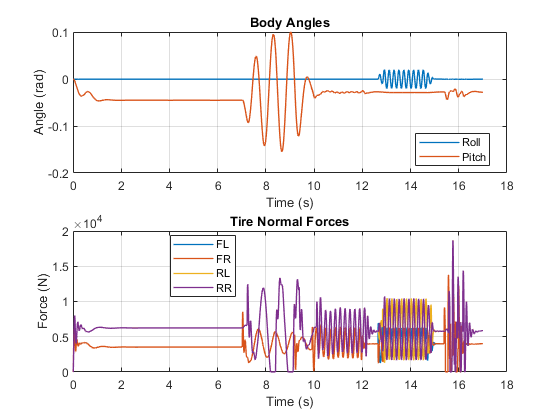 Body Angles
0.1
0
-0.1
-0.2
Angle (rad)
0 2 4 6 8 10 12 14 16 18
Time (s)
Roll
Pitch
Tire Normal Forces
×10^4
2
1.5
1
0.5
0
Force (N)
FL
FR
RL
RR
0 2 4 6 8 10 12 14 16 18
Time (s)